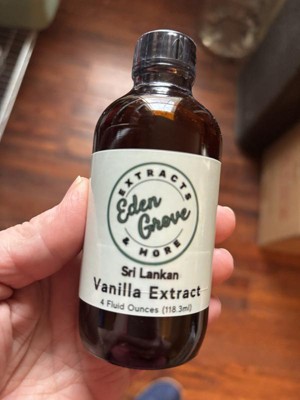 EXTRACTS
Eden
Grove
& MORE
Sri Lankan
Vanilla Extract
4 Fluid Ounces (118.3ml)